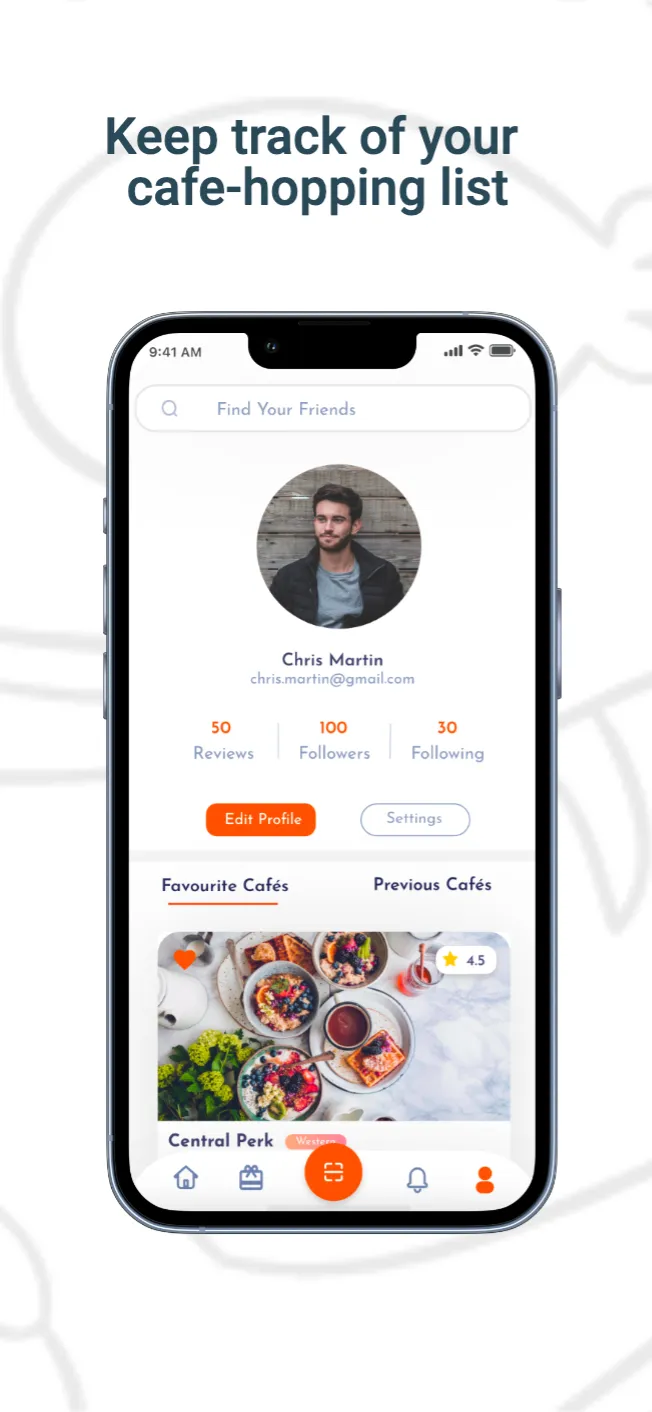 Keep track of your
cafe-hopping list
9:41 AM
Find Your Friends
Chris Martin
chris.martin@gmail.com
50 100 30
Reviews Followers Following
Edit Profile Settings
Favourite Cafés Previous Cafés
4.5
Central Perk Western